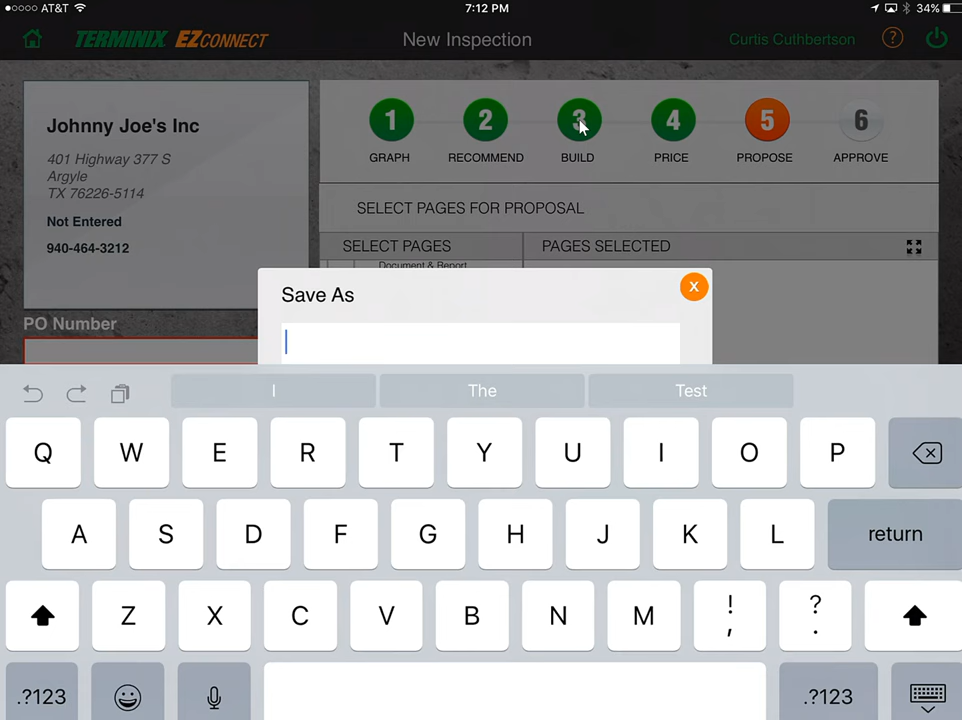 ●○○○○ AT&T 7:12 PM 34%
TERMINIX EZCONNECT New Inspection Curtis Cuthbertson ?
Johnny Joe's Inc
401 Highway 377 S
Argyle
TX 76226-5114
Not Entered
940-464-3212
PO Number
1 2 3 4 5 6
GRAPH RECOMMEND BUILD PRICE PROPOSE APPROVE
SELECT PAGES FOR PROPOSAL
SELECT PAGES PAGES SELECTED
Document & Report
Save As X
I The Test
Q W E R T Y U I O P
A S D F G H J K L return
Z X C V B N M ! , ? .
.?123 .?123